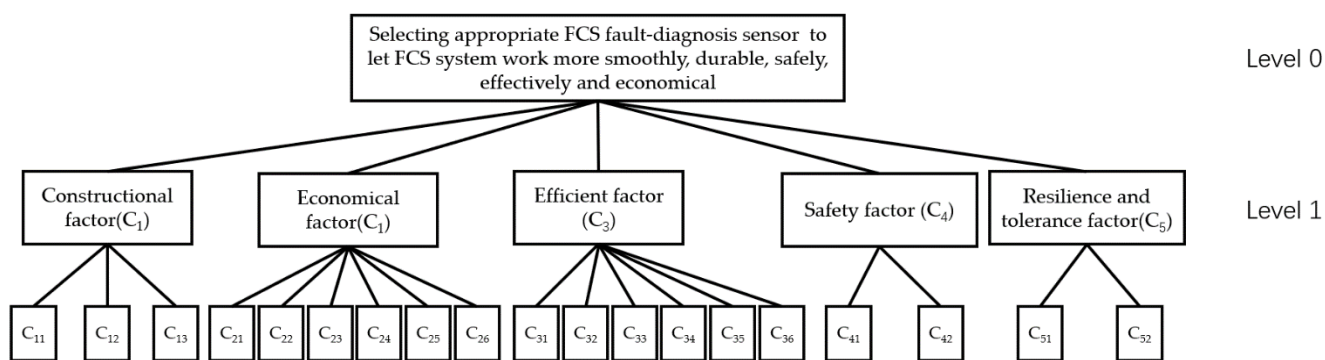 Selecting appropriate FCS fault-diagnosis sensor to
let FCS system work more smoothly, durable, safely,
effectively and economical
Level 0
Constructional
factor(C₁)
Economical
factor(C₁)
Efficient factor
(C₃)
Safety factor (C₄)
Resilience and
tolerance factor(C₅)
Level 1
C₁₁
C₁₂
C₁₃
C₂₁
C₂₂
C₂₃
C₂₄
C₂₅
C₂₆
C₃₁
C₃₂
C₃₃
C₃₄
C₃₅
C₃₆
C₄₁
C₄₂
C₅₁
C₅₂